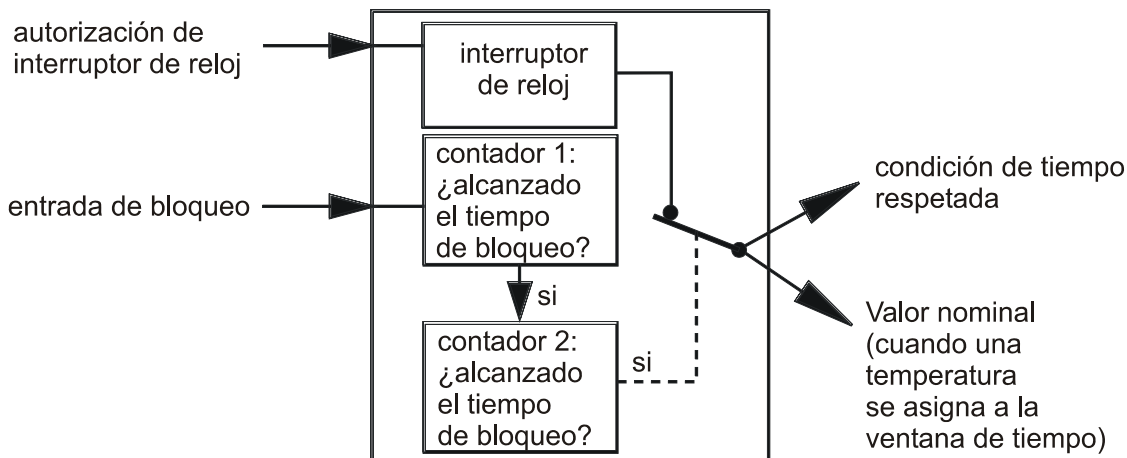 autorización de
interruptor de reloj
interruptor
de reloj
contador 1:
¿alcanzado
el tiempo
de bloqueo?
entrada de bloqueo
si
contador 2:
¿alcanzado
el tiempo
de bloqueo?
si
condición de tiempo
respetada
Valor nominal
(cuando una
temperatura
se asigna a la
ventana de tiempo)